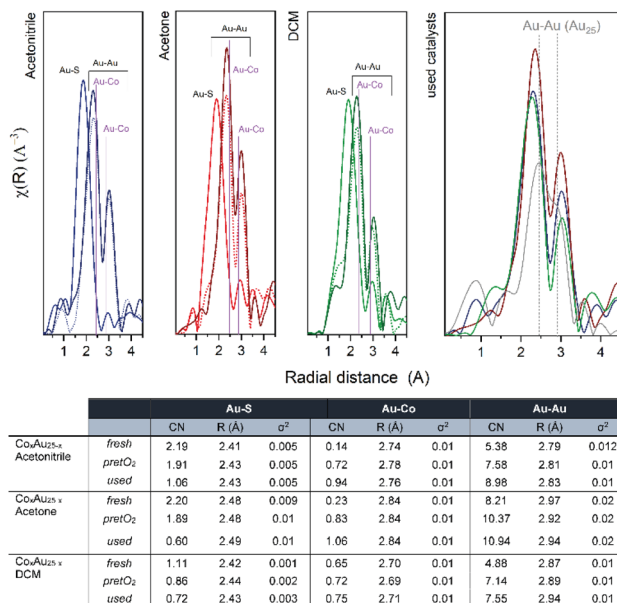 Acetonitrile
Au-Au
Au-S
Au-Co
Au-Co
Acetone
Au-Au
Au-Co
Au-S
Au-Co
DCM
Au-Au
Au-Co
Au-S
Au-Co
used catalysts
Au-Au (Au25)
χ(R) (Å⁻³)
1 2 3 4
1 2 3 4
1 2 3 4
1 2 3 4
Radial distance (A)
Au-S Au-Co Au-Au
CN R (Å) σ² CN R (Å) σ² CN R (Å) σ²
CoxAu25-x Acetonitrile
fresh 2.19 2.41 0.005 0.14 2.74 0.01 5.38 2.79 0.012
pretO2 1.91 2.43 0.005 0.72 2.78 0.01 7.58 2.81 0.01
used 1.06 2.43 0.005 0.94 2.76 0.01 8.98 2.83 0.01
CoxAu25-x Acetone
fresh 2.20 2.48 0.009 0.23 2.84 0.01 8.21 2.97 0.02
pretO2 1.89 2.48 0.01 0.83 2.84 0.01 10.37 2.92 0.02
used 0.60 2.49 0.01 1.06 2.84 0.01 10.94 2.94 0.02
CoxAu25-x DCM
fresh 1.11 2.42 0.001 0.65 2.70 0.01 4.88 2.87 0.01
pretO2 0.86 2.44 0.002 0.72 2.69 0.01 7.14 2.89 0.01
used 0.72 2.43 0.003 0.75 2.71 0.01 7.55 2.94 0.01